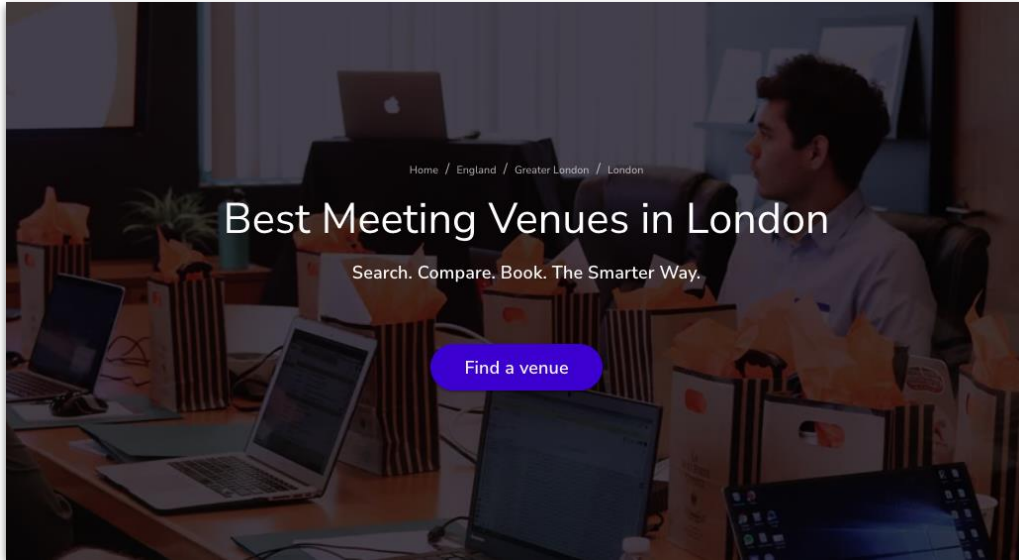 Home / England / Greater London / London
Best Meeting Venues in London
Search. Compare. Book. The Smarter Way.
Find a venue